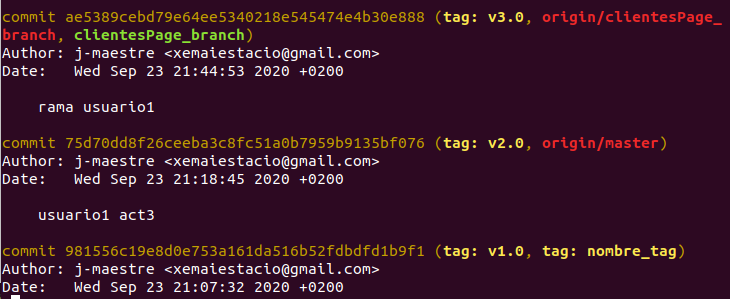 commit ae5389cebd79e64ee5340218e545474e4b30e888 (tag: v3.0, origin/clientesPage_
branch, clientesPage_branch)
Author: j-maestre <xemaiestacio@gmail.com>
Date:   Wed Sep 23 21:44:53 2020 +0200
    rama usuario1
commit 75d70dd8f26ceeba3c8fc51a0b7959b9135bf076 (tag: v2.0, origin/master)
Author: j-maestre <xemaiestacio@gmail.com>
Date:   Wed Sep 23 21:18:45 2020 +0200
    usuario1 act3
commit 981556c19e8d0e753a161da516b52fdbdfd1b9f1 (tag: v1.0, tag: nombre_tag)
Author: j-maestre <xemaiestacio@gmail.com>
Date:   Wed Sep 23 21:07:32 2020 +0200
: